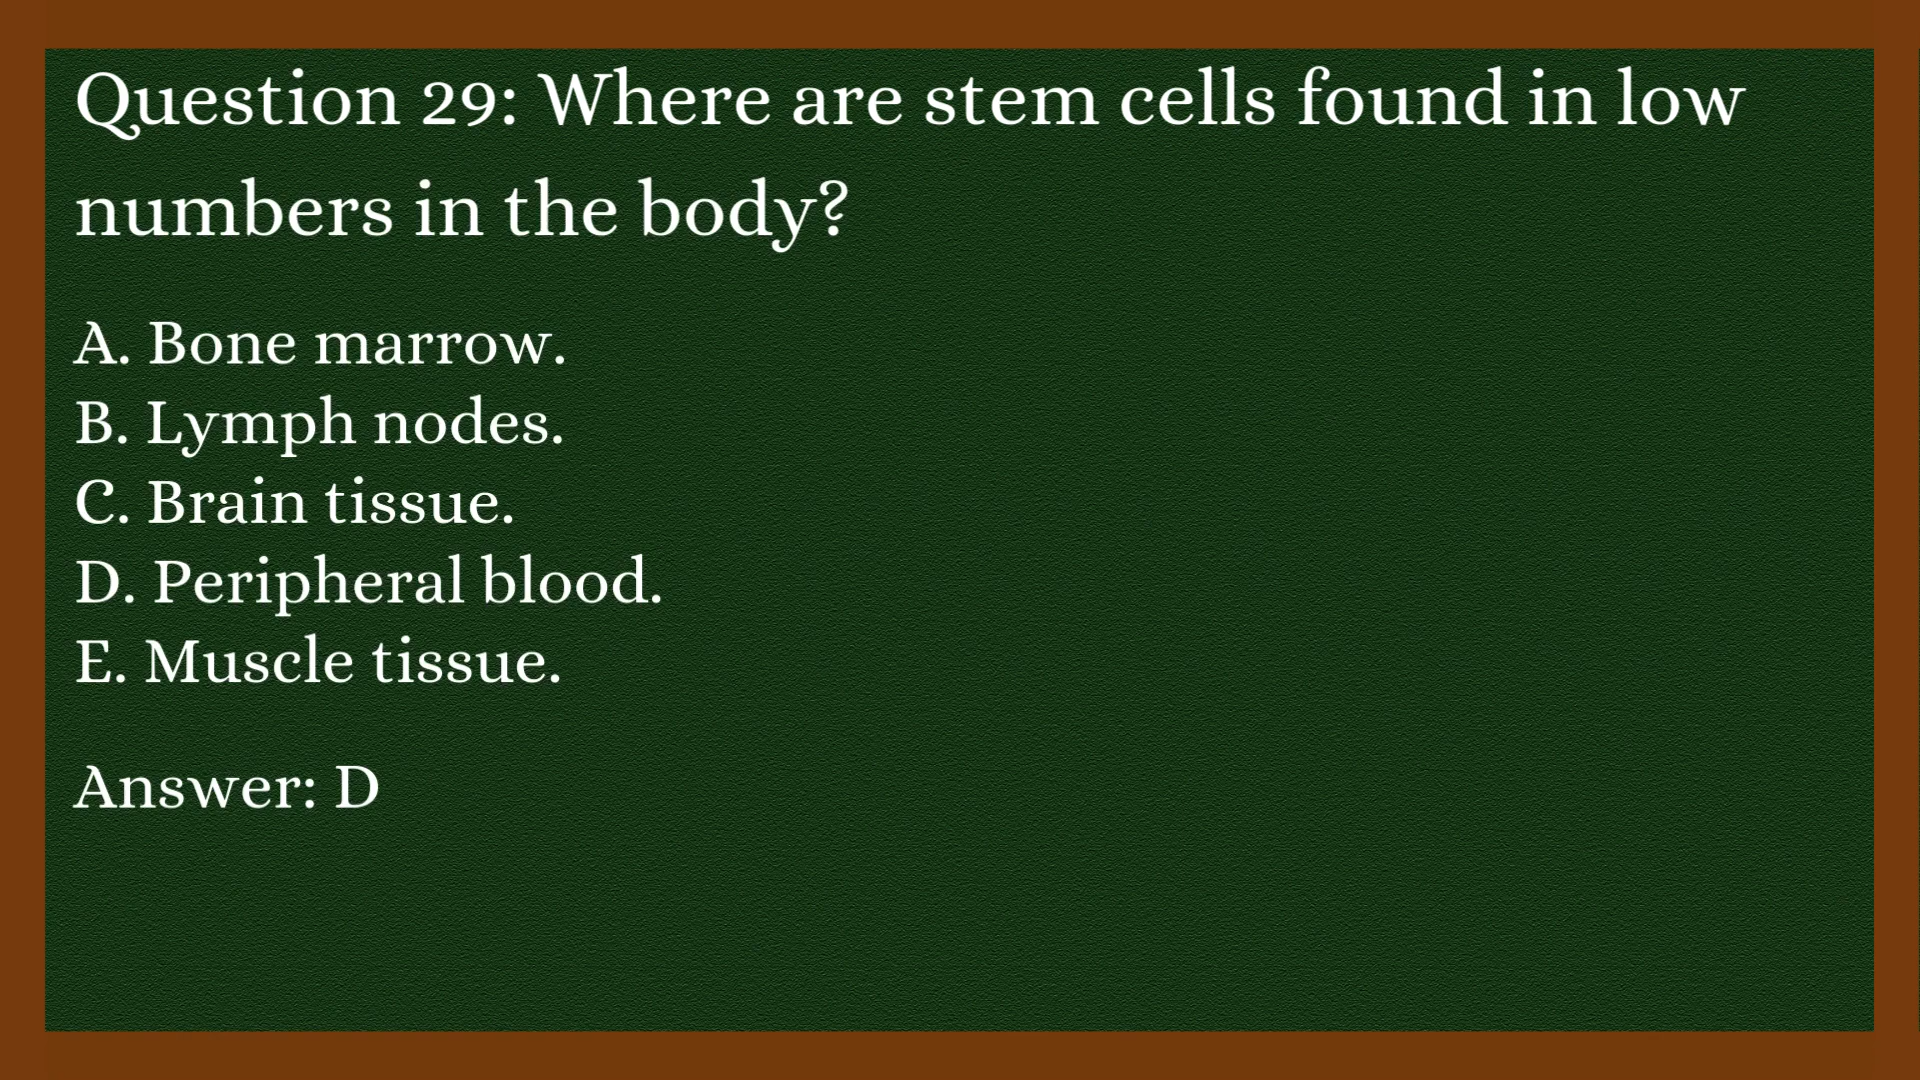 Question 29: Where are stem cells found in low
numbers in the body?
A. Bone marrow.
B. Lymph nodes.
C. Brain tissue.
D. Peripheral blood.
E. Muscle tissue.
Answer: D